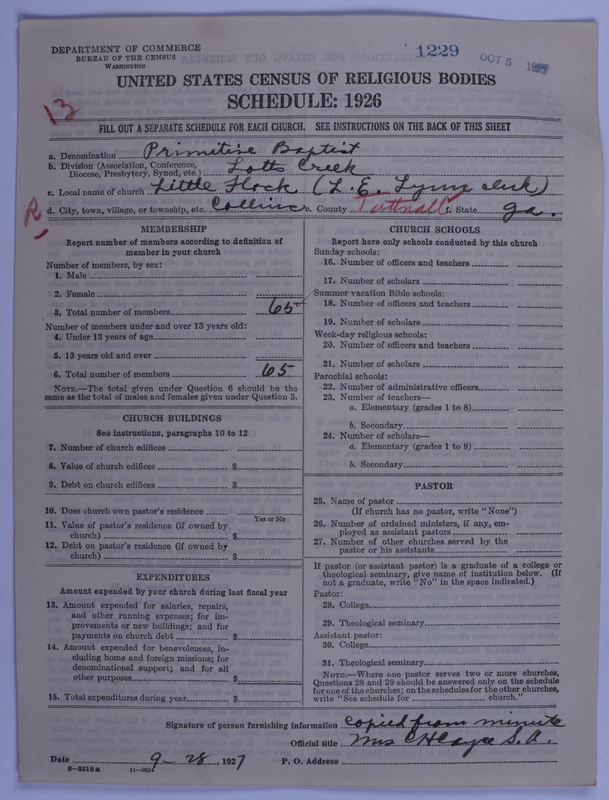 DEPARTMENT OF COMMERCE
BUREAU OF THE CENSUS
WASHINGTON
1229 OCT 5
UNITED STATES CENSUS OF RELIGIOUS BODIES
SCHEDULE: 1926
13
FILL OUT A SEPARATE SCHEDULE FOR EACH CHURCH. SEE INSTRUCTIONS ON THE BACK OF THIS SHEET
a. Denomination Primitive Baptist
b. Division (Association, Conference, Diocese, Presbytery, Synod, etc.) Lotts Creek
c. Local name of church Little Flock (L. E. Lynn clerk)
R
d. City, town, village, or township, etc. Collins e. County Tattnall f. State Ga.
MEMBERSHIP
Report number of members according to definition of
member in your church
Number of members, by sex:
1. Male
2. Female
3. Total number of members 65
Number of members under and over 13 years old:
4. Under 13 years of age
5. 13 years old and over
6. Total number of members 65
NOTE.—The total given under Question 6 should be the
same as the total of males and females given under Question 3.
CHURCH BUILDINGS
See instructions, paragraphs 10 to 12
7. Number of church edifices
8. Value of church edifices $
9. Debt on church edifices $
10. Does church own pastor's residence
Yes or No
11. Value of pastor's residence (if owned by
church) $
12. Debt on pastor's residence (if owned by
church) $
EXPENDITURES
Amount expended by your church during last fiscal year
13. Amount expended for salaries, repairs,
and other running expenses; for im-
provements or new buildings; and for
payments on church debt $
14. Amount expended for benevolences, in-
cluding home and foreign missions; for
denominational support; and for all
other purposes $
15. Total expenditures during year $
CHURCH SCHOOLS
Report here only schools conducted by this church
Sunday schools:
16. Number of officers and teachers
17. Number of scholars
Summer vacation Bible schools:
18. Number of officers and teachers
19. Number of scholars
Week-day religious schools:
20. Number of officers and teachers
21. Number of scholars
Parochial schools:
22. Number of administrative officers
23. Number of teachers—
a. Elementary (grades 1 to 8)
b. Secondary
24. Number of scholars—
a. Elementary (grades 1 to 8)
b. Secondary
PASTOR
25. Name of pastor
(If church has no pastor, write "None")
26. Number of ordained ministers, if any, em-
ployed as assistant pastors
27. Number of other churches served by the
pastor or his assistants
If pastor (or assistant pastor) is a graduate of a college or
theological seminary, give name of institution below. (If
not a graduate, write "No" in the space indicated.)
Pastor:
28. College
29. Theological seminary
Assistant pastor:
30. College
31. Theological seminary
NOTE.—Where one pastor serves two or more churches,
Questions 28 and 29 should be answered only on the schedule
for one of the churches; on the schedules for the other churches,
write "See schedule for church."
Signature of person furnishing information Copied from minute
Official title Mrs C H Cayce S. A.
Date 9-28, 1927 P. O. Address
8-5318 a